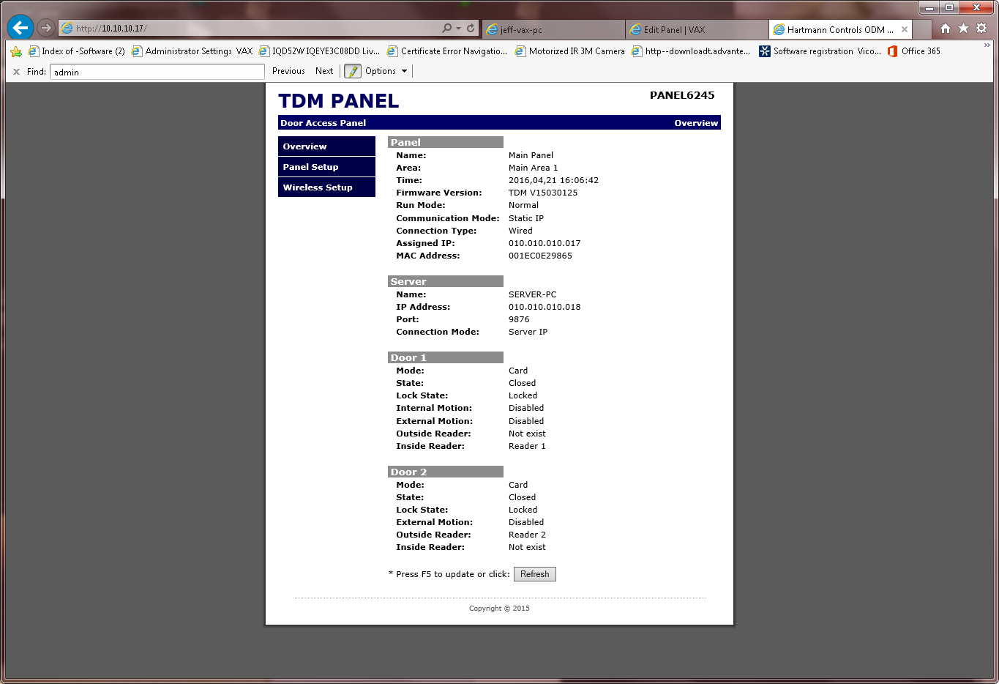 http://10.10.10.17/
jeff-vax-pc
Edit Panel | VAX
Hartmann Controls ODM ...
Index of -Software (2)
Administrator Settings VAX
IQD52W IQEYE3C08DD Liv...
Certificate Error Navigatio...
Motorized IR 3M Camera
http--downloadt.advante...
Software registration Vico...
Office 365
Find: admin Previous Next Options
TDM PANEL
PANEL6245
Door Access Panel Overview
Overview
Panel Setup
Wireless Setup
Panel
Name: Main Panel
Area: Main Area 1
Time: 2016,04,21 16:06:42
Firmware Version: TDM V15030125
Run Mode: Normal
Communication Mode: Static IP
Connection Type: Wired
Assigned IP: 010.010.010.017
MAC Address: 001EC0E29865
Server
Name: SERVER-PC
IP Address: 010.010.010.018
Port: 9876
Connection Mode: Server IP
Door 1
Mode: Card
State: Closed
Lock State: Locked
Internal Motion: Disabled
External Motion: Disabled
Outside Reader: Not exist
Inside Reader: Reader 1
Door 2
Mode: Card
State: Closed
Lock State: Locked
External Motion: Disabled
Outside Reader: Reader 2
Inside Reader: Not exist
* Press F5 to update or click: Refresh
Copyright © 2015